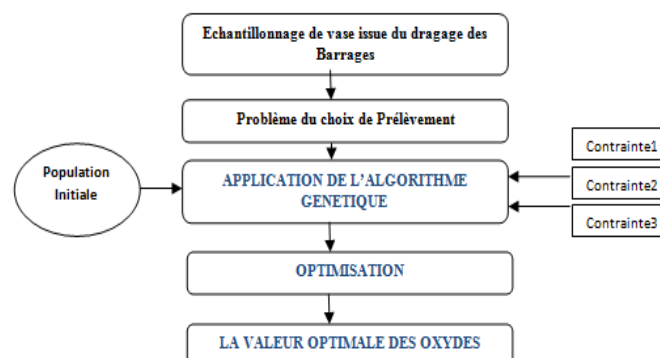 Echantillonnage de vase issue du dragage des
Barrages
Problème du choix de Prélèvement
Population
Initiale
APPLICATION DE L'ALGORITHME
GENETIQUE
Contrainte1
Contrainte2
Contrainte3
OPTIMISATION
LA VALEUR OPTIMALE DES OXYDES